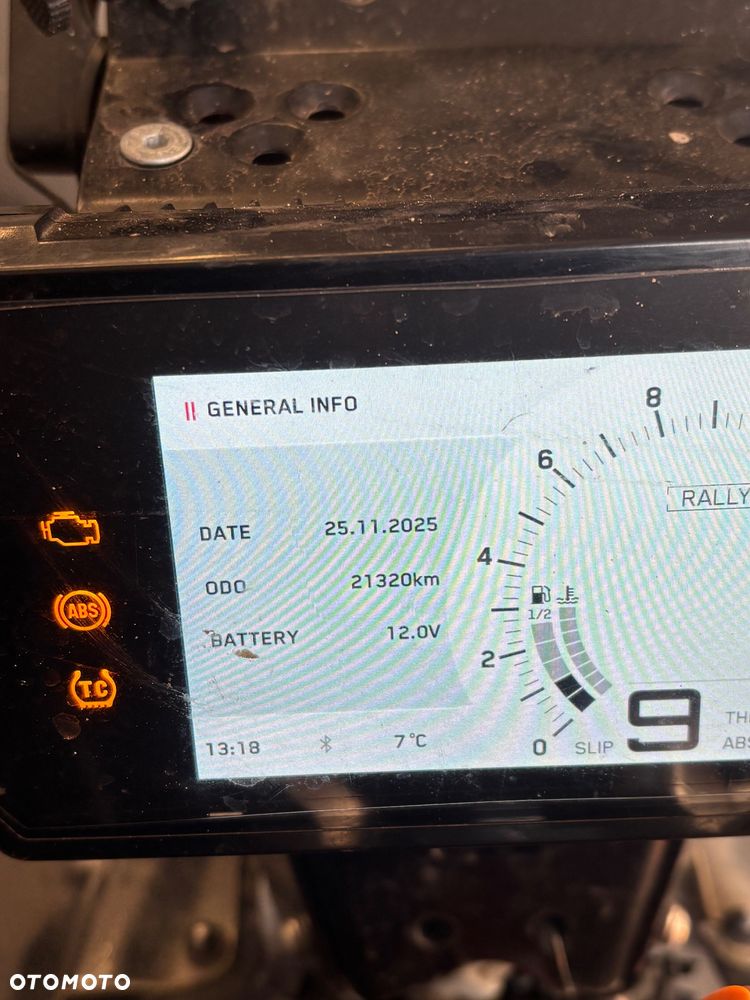 GENERAL INFO
DATE 25.11.2025
ODO 21320km
BATTERY 12.0V
13:18 7°C
ABS
TC
8
6
4
2
0
RALLY
1/2
SLIP 9
OTOMOTO